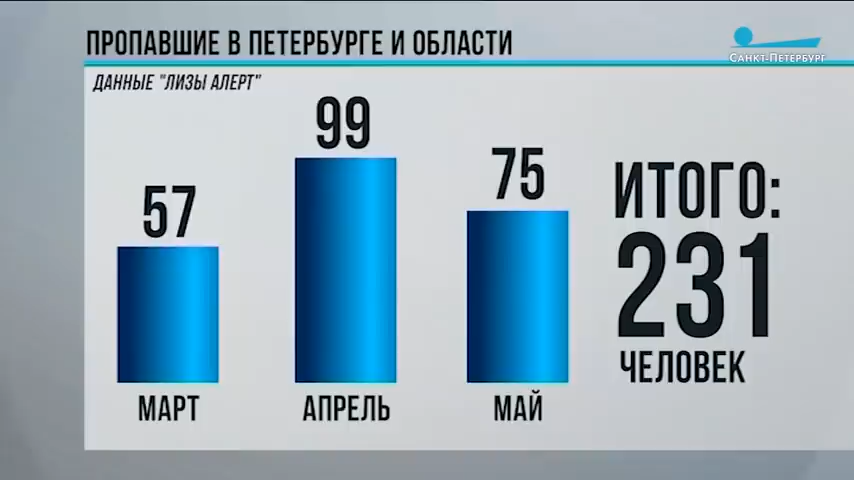 ПРОПАВШИЕ В ПЕТЕРБУРГЕ И ОБЛАСТИ
САНКТ-ПЕТЕРБУРГ
ДАННЫЕ "ЛИЗЫ АЛЕРТ"
57
99
75
МАРТ
АПРЕЛЬ
МАЙ
ИТОГО:
231
ЧЕЛОВЕК